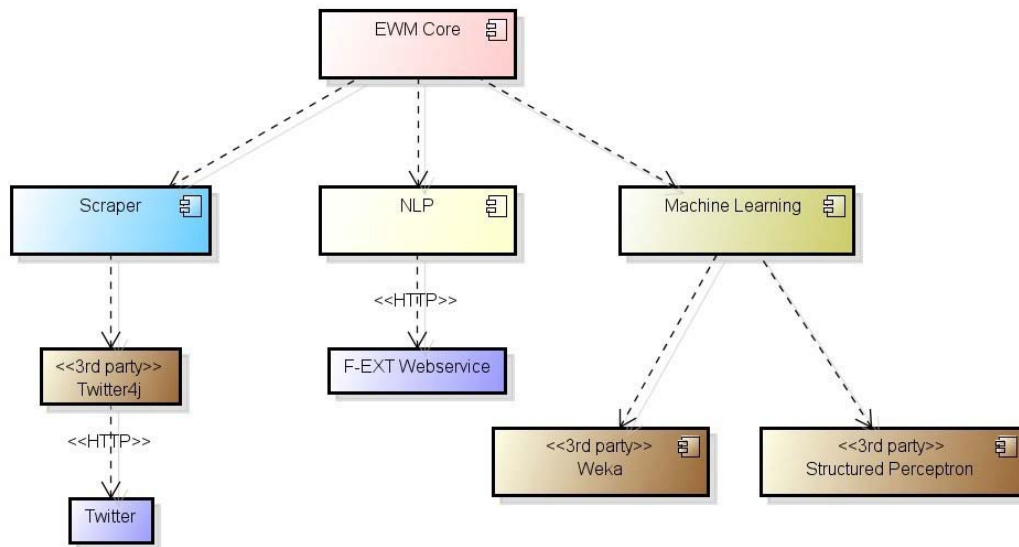 EWM Core
Scraper
NLP
Machine Learning
<<HTTP>>
<<3rd party>>
Twitter4j
F-EXT Webservice
<<HTTP>>
<<3rd party>>
Weka
<<3rd party>>
Structured Perceptron
Twitter